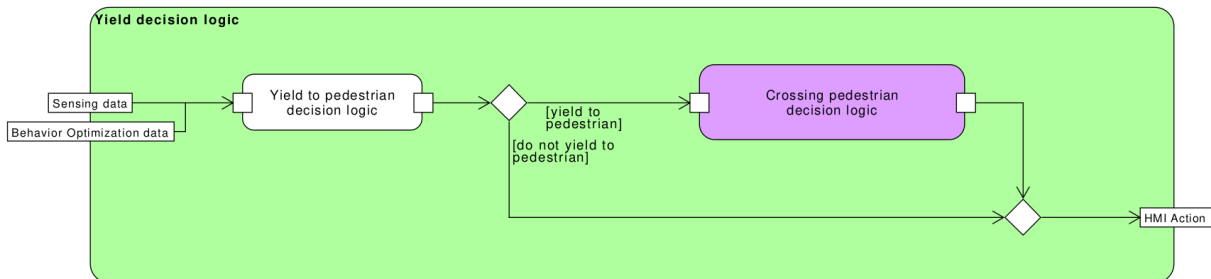 Yield decision logic
Sensing data
Behavior Optimization data
Yield to pedestrian
decision logic
[yield to
pedestrian]
[do not yield to
pedestrian]
Crossing pedestrian
decision logic
HMI Action